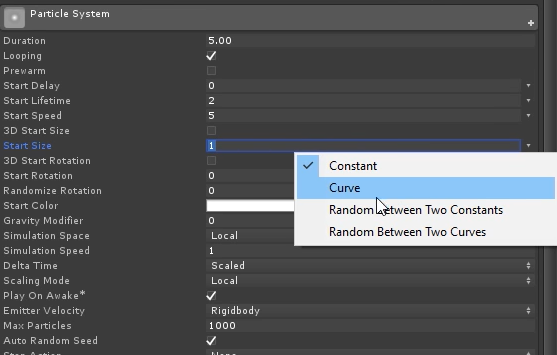 Particle System
Duration 5.00
Looping
Prewarm
Start Delay 0
Start Lifetime 2
Start Speed 5
3D Start Size
Start Size 1
3D Start Rotation
Constant
Start Rotation 0
Curve
Randomize Rotation 0
Start Color
Random Between Two Constants
Gravity Modifier 0
Random Between Two Curves
Simulation Space Local
Simulation Speed 1
Delta Time Scaled
Scaling Mode Local
Play On Awake*
Emitter Velocity Rigidbody
Max Particles 1000
Auto Random Seed
Stop Action None